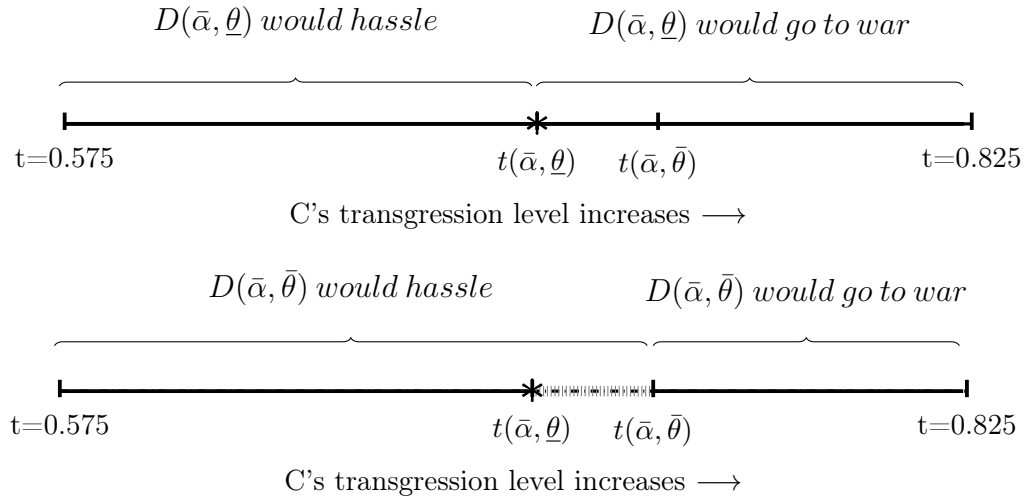 D(ᾱ, θ̲) would hassle D(ᾱ, θ̲) would go to war
t=0.575 t(ᾱ, θ̲) t(ᾱ, θ̄) t=0.825
C's transgression level increases ⟶
D(ᾱ, θ̄) would hassle D(ᾱ, θ̄) would go to war
t=0.575 t(ᾱ, θ̲) t(ᾱ, θ̄) t=0.825
C's transgression level increases ⟶